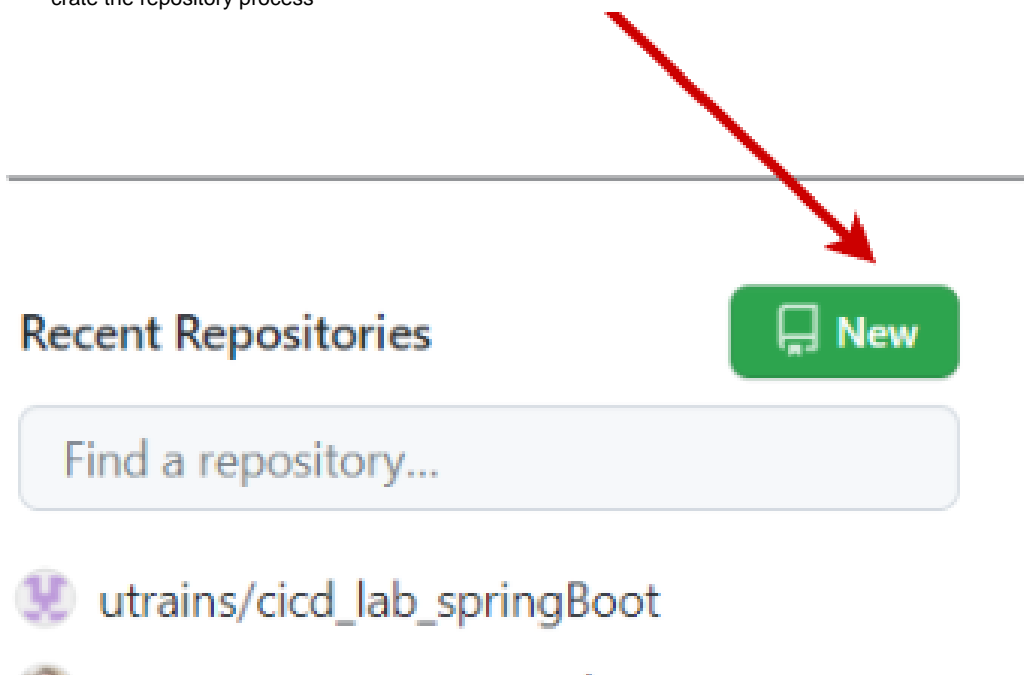 crate the repository process
Recent Repositories
New
Find a repository...
utrains/cicd_lab_springBoot